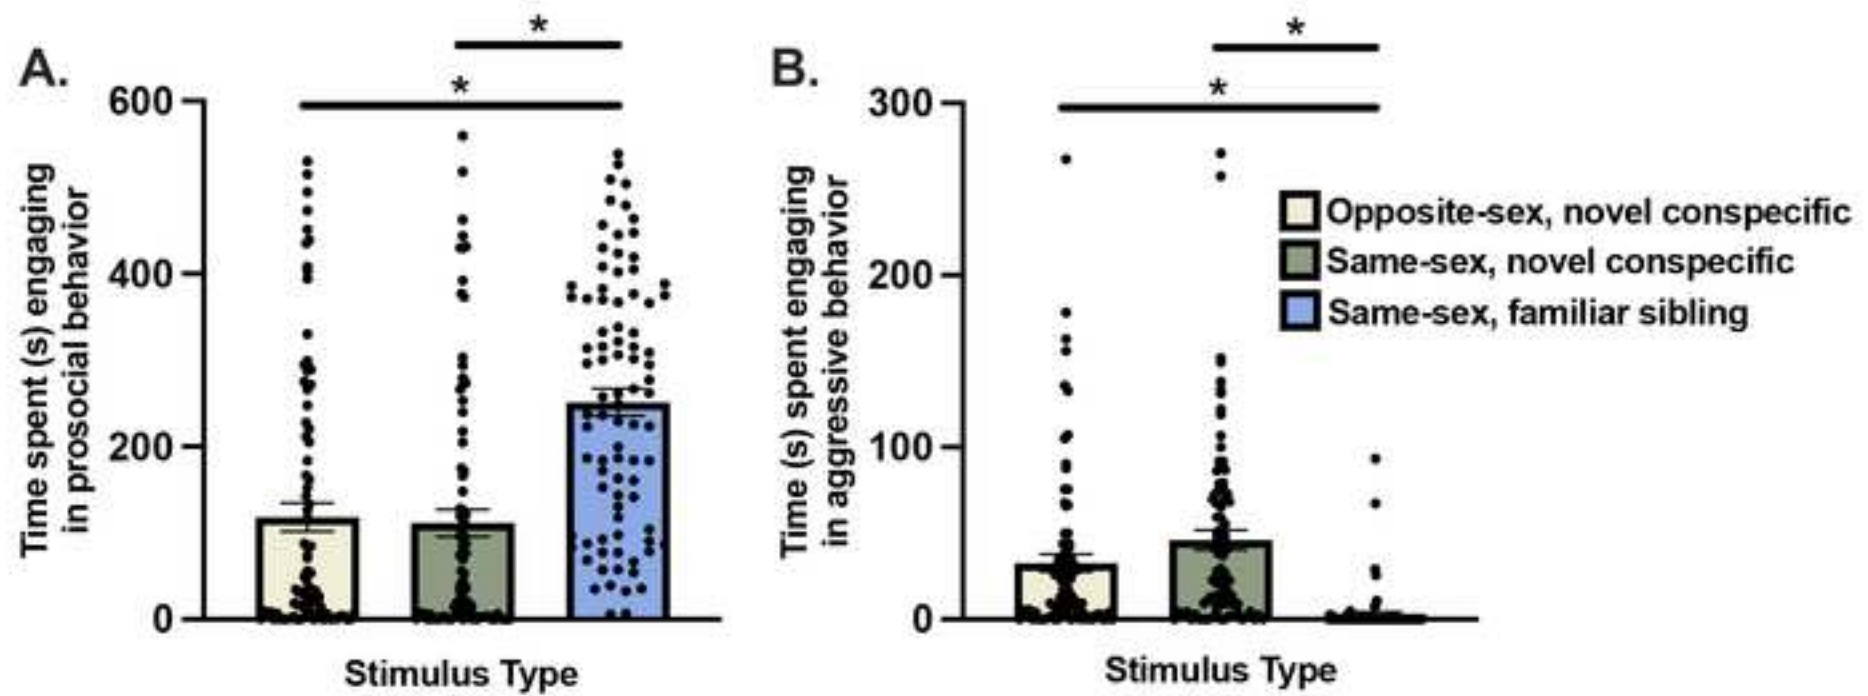 A.
*
*
600
400
200
0
Time spent (s) engaging
in prosocial behavior
Stimulus Type
B.
*
*
300
200
100
0
Time (s) spent engaging
in aggressive behavior
Stimulus Type
Opposite-sex, novel conspecific
Same-sex, novel conspecific
Same-sex, familiar sibling